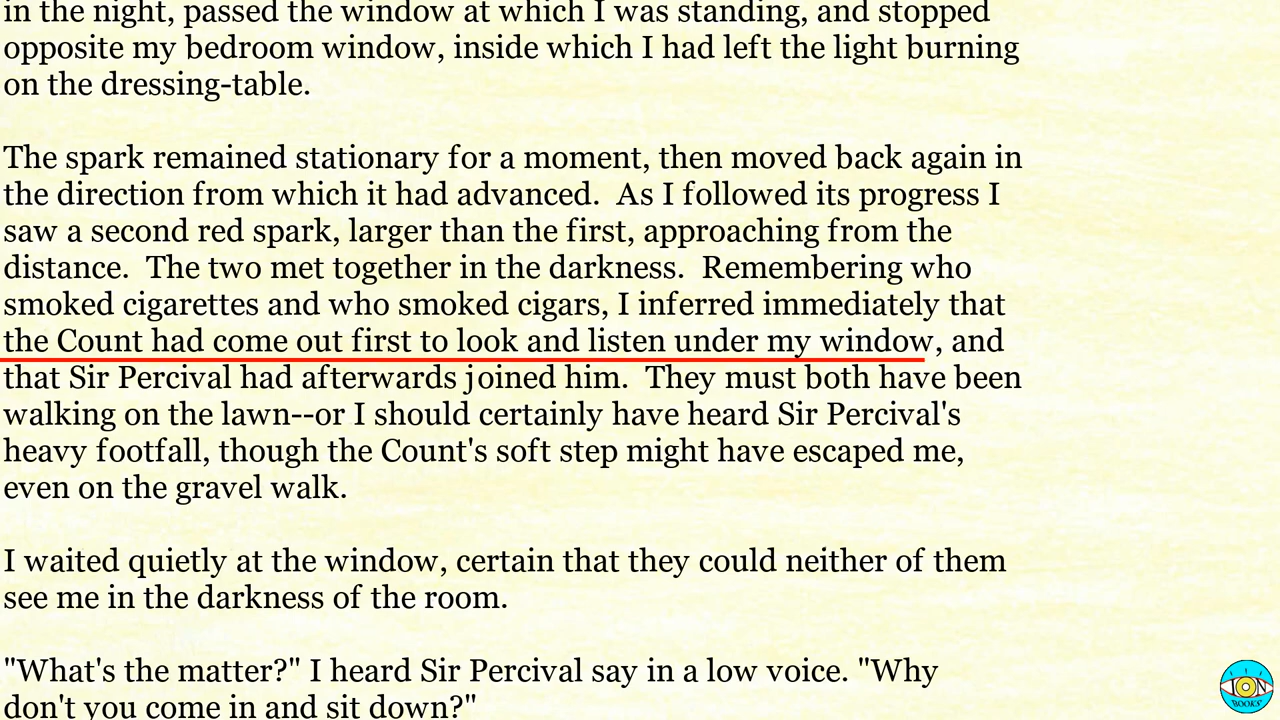 in the night, passed the window at which I was standing, and stopped
opposite my bedroom window, inside which I had left the light burning
on the dressing-table.
The spark remained stationary for a moment, then moved back again in
the direction from which it had advanced.  As I followed its progress I
saw a second red spark, larger than the first, approaching from the
distance.  The two met together in the darkness.  Remembering who
smoked cigarettes and who smoked cigars, I inferred immediately that
the Count had come out first to look and listen under my window, and
that Sir Percival had afterwards joined him.  They must both have been
walking on the lawn--or I should certainly have heard Sir Percival's
heavy footfall, though the Count's soft step might have escaped me,
even on the gravel walk.
I waited quietly at the window, certain that they could neither of them
see me in the darkness of the room.
"What's the matter?" I heard Sir Percival say in a low voice. "Why
don't you come in and sit down?"
ION
BOOKS